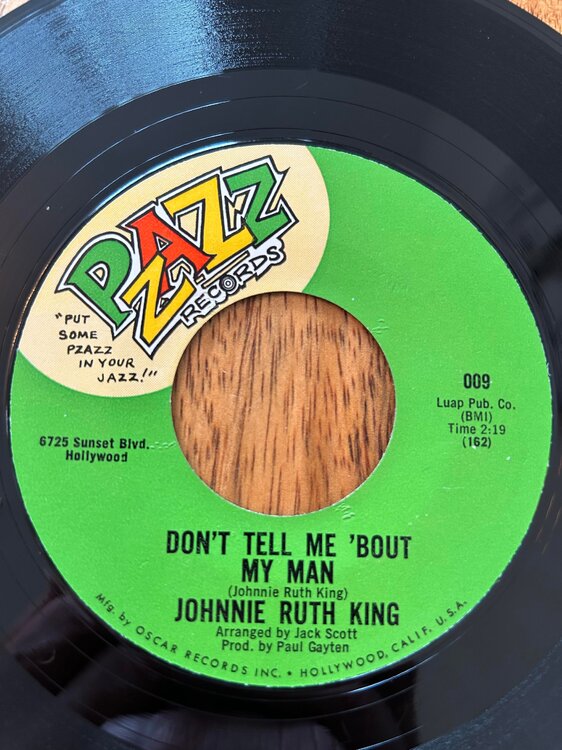 PZAZZ
RECORDS
"PUT
SOME
PZAZZ
IN YOUR
JAZZ!"
6725 Sunset Blvd.
Hollywood
009
Luap Pub. Co.
(BMI)
Time 2:19
(162)
DON'T TELL ME 'BOUT
MY MAN
(Johnnie Ruth King)
JOHNNIE RUTH KING
Arranged by Jack Scott
Prod. by Paul Gayten
Mfg. by OSCAR RECORDS INC. • HOLLYWOOD, CALIF. U.S.A.